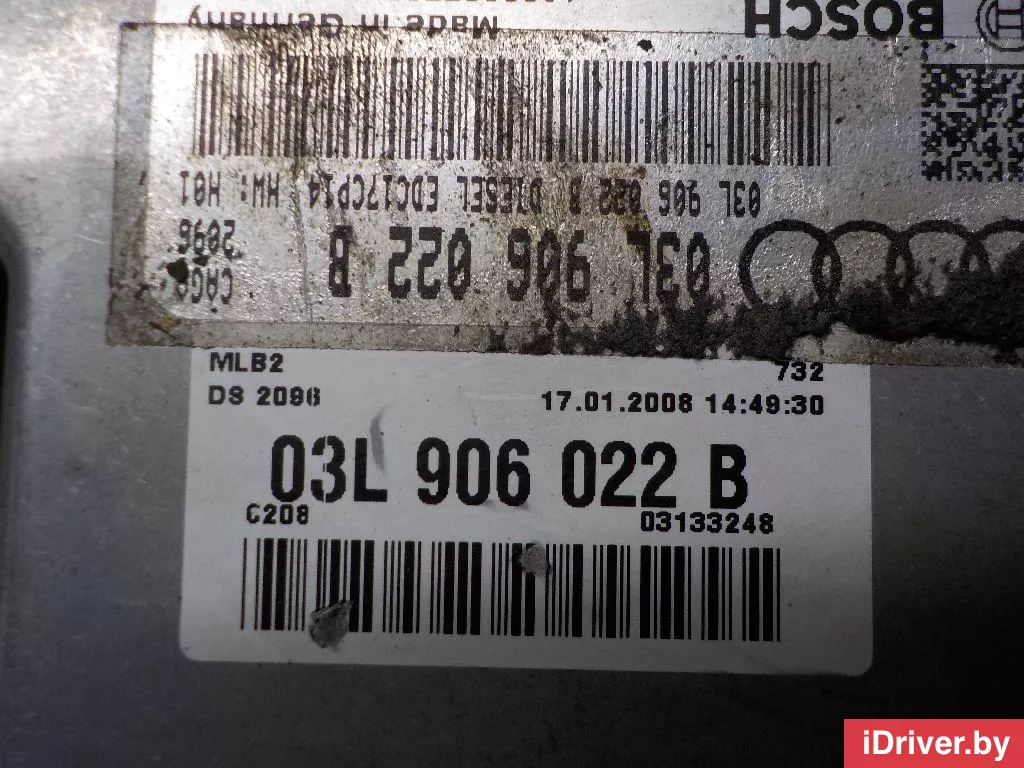 BOSCH
Made in Germany
03L 906 022 B DIESEL EDC17CP14 HW: H01
03L 906 022 B
2096
MLB2
732
DS 2096
17.01.2008 14:49:30
03L 906 022 B
C208
03133248
iDriver.by